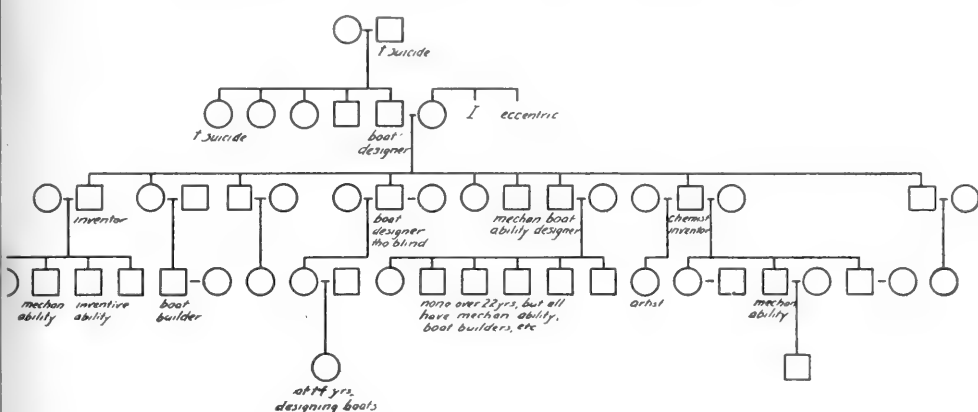 † Suicide
† Suicide
boat
designer
I
eccentric
inventor
boat
designer
tho blind
mechan
ability
boat
designer
chemist
inventor
mechan
ability
inventive
ability
boat
builder
none over 22 yrs, but all
have mechan ability,
boat builders, etc
artist
mechan
ability
at 14 yrs.
designing boats